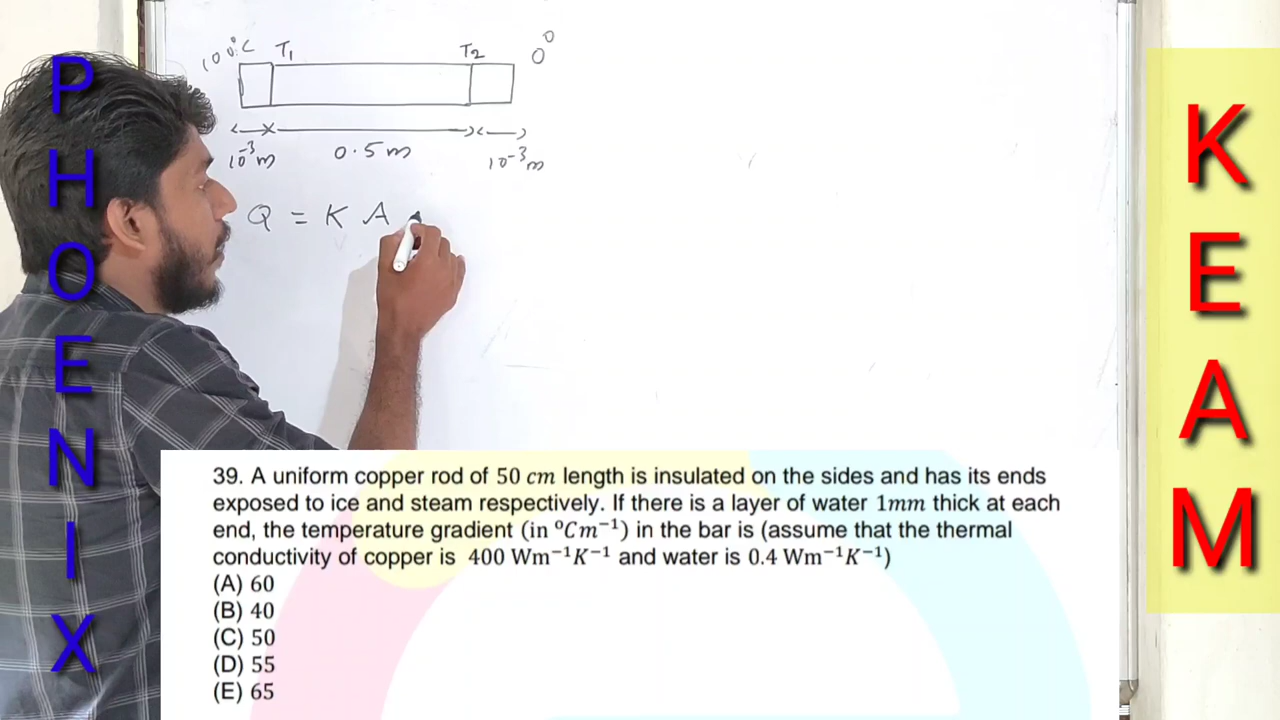 PHOENIX
100°C T₁ T₂ 0°
10⁻³m 0.5m 10⁻³m
Q = K A
KEAM
39. A uniform copper rod of 50 cm length is insulated on the sides and has its ends
exposed to ice and steam respectively. If there is a layer of water 1mm thick at each
end, the temperature gradient (in °Cm⁻¹) in the bar is (assume that the thermal
conductivity of copper is 400 Wm⁻¹K⁻¹ and water is 0.4 Wm⁻¹K⁻¹)
(A) 60
(B) 40
(C) 50
(D) 55
(E) 65